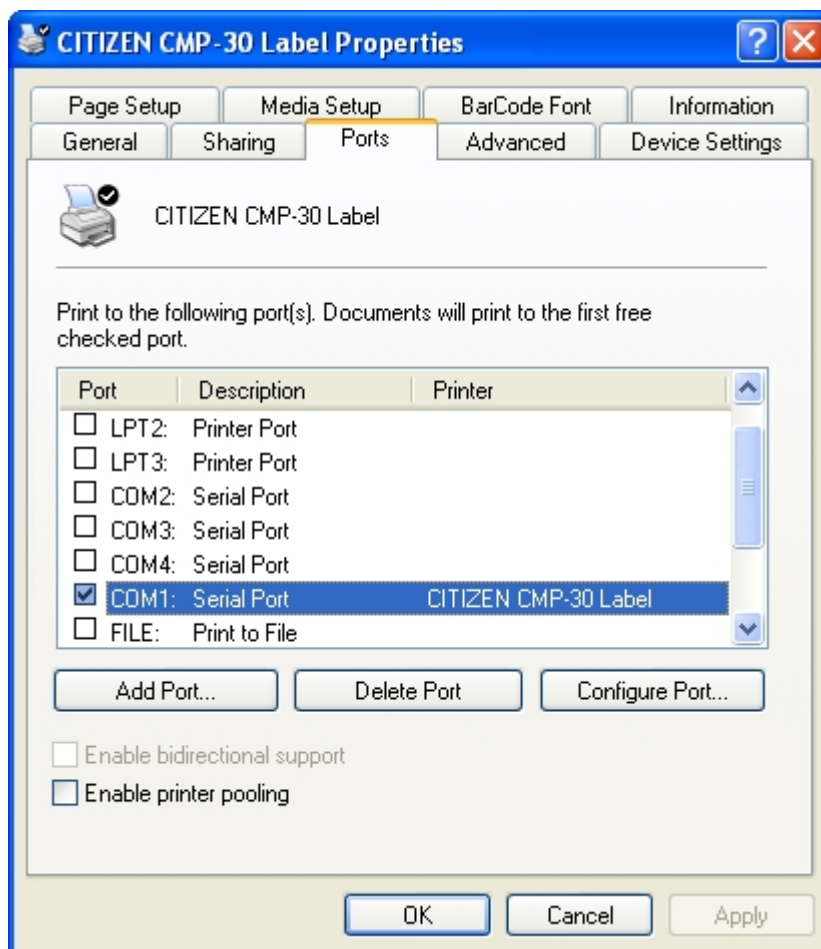 CITIZEN CMP-30 Label Properties
Page Setup Media Setup BarCode Font Information
General Sharing Ports Advanced Device Settings
CITIZEN CMP-30 Label
Print to the following port(s). Documents will print to the first free
checked port.
Port Description Printer
LPT2: Printer Port
LPT3: Printer Port
COM2: Serial Port
COM3: Serial Port
COM4: Serial Port
COM1: Serial Port CITIZEN CMP-30 Label
FILE: Print to File
Add Port... Delete Port Configure Port...
Enable bidirectional support
Enable printer pooling
OK Cancel Apply